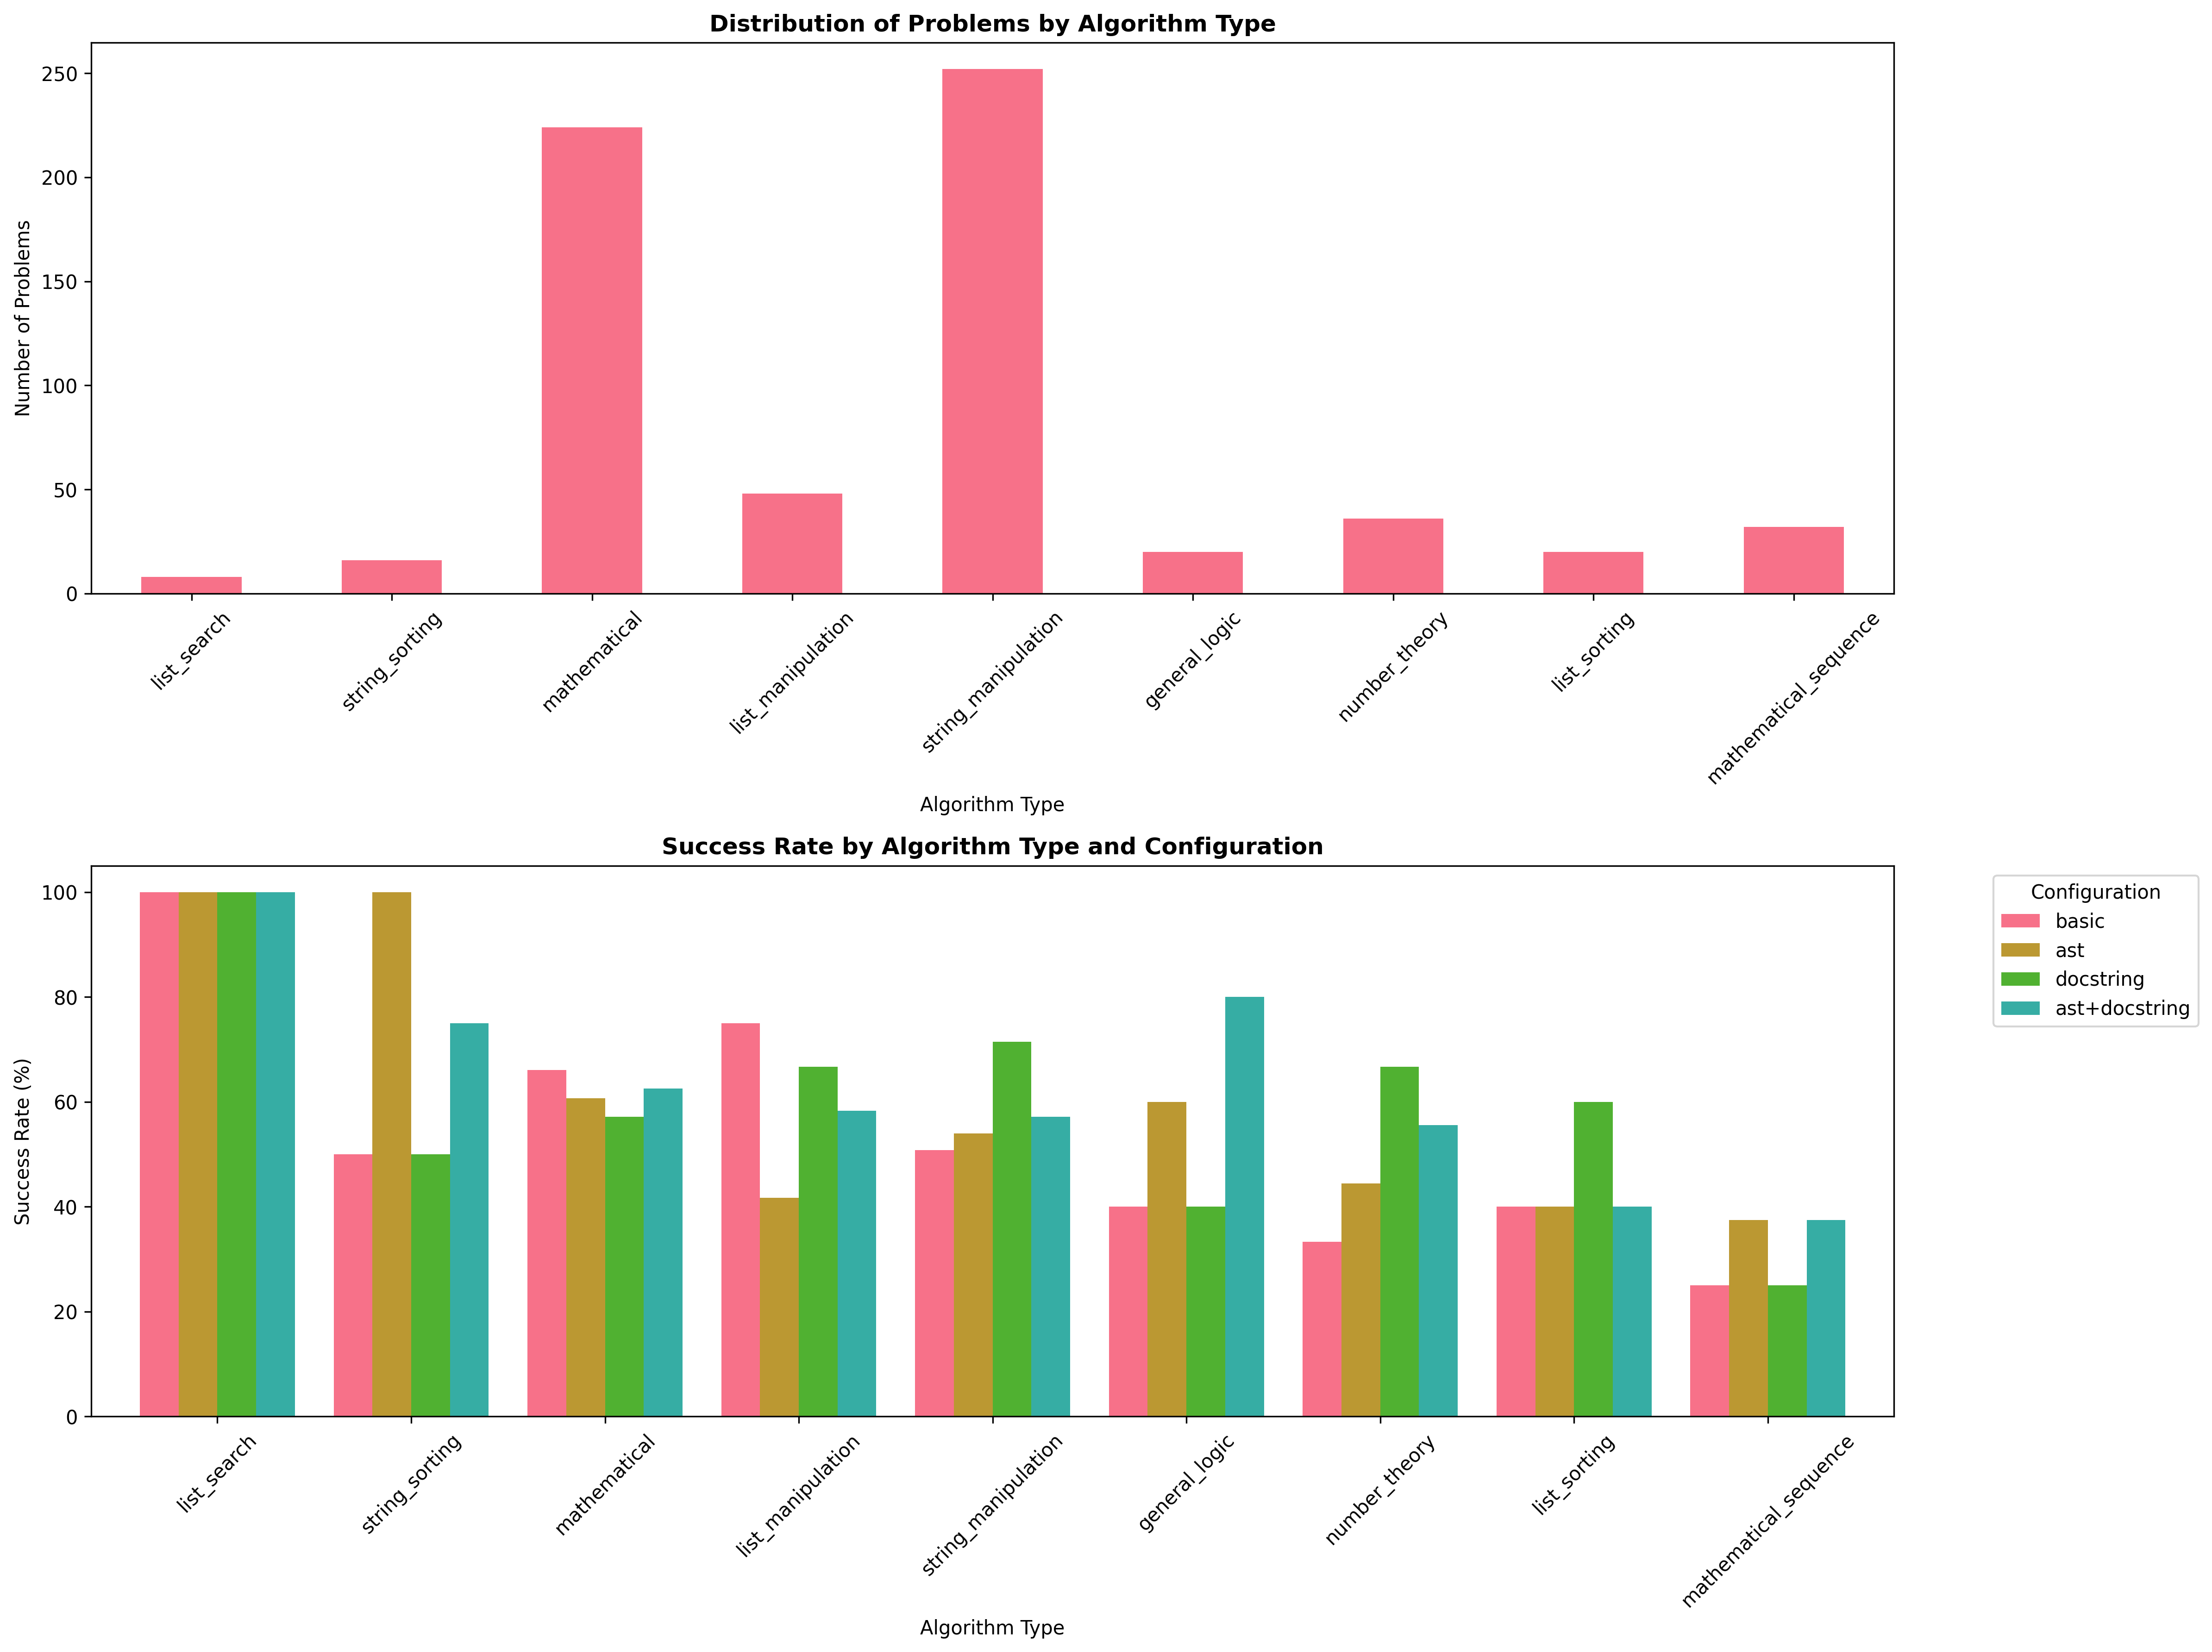 Distribution of Problems by Algorithm Type
250
200
150
100
50
0
Number of Problems
list_search
string_sorting
mathematical
list_manipulation
string_manipulation
general_logic
number_theory
list_sorting
mathematical_sequence
Algorithm Type
Success Rate by Algorithm Type and Configuration
100
80
60
40
20
0
Success Rate (%)
Configuration
basic
ast
docstring
ast+docstring
list_search
string_sorting
mathematical
list_manipulation
string_manipulation
general_logic
number_theory
list_sorting
mathematical_sequence
Algorithm Type